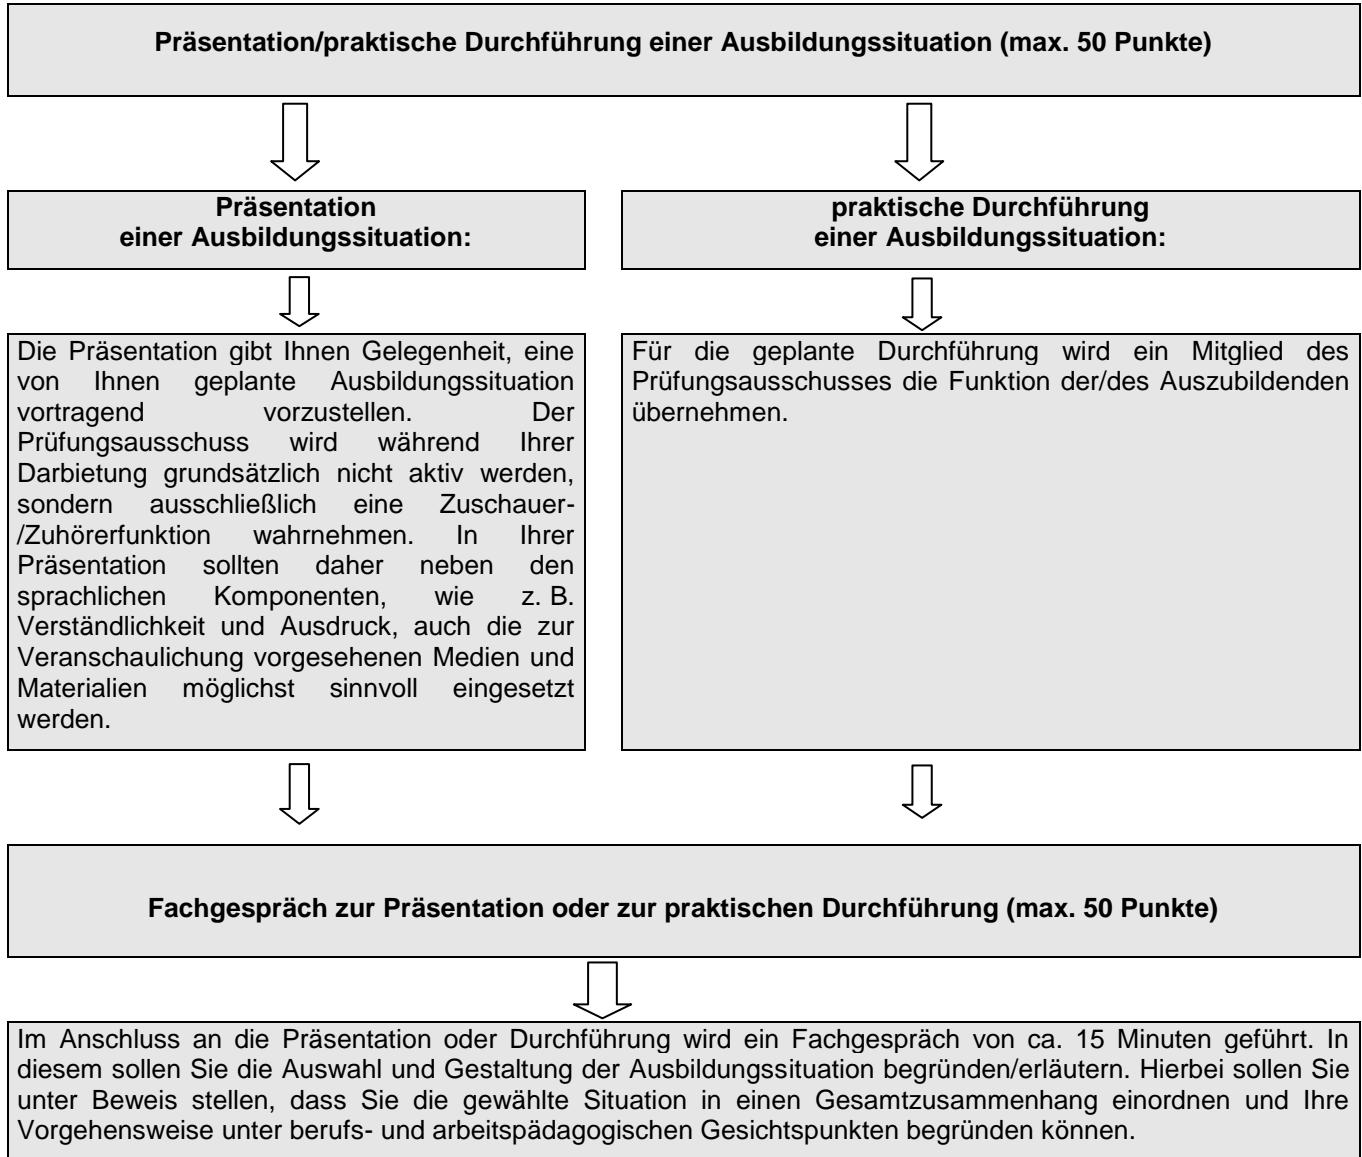 Präsentation/praktische Durchführung einer Ausbildungssituation (max. 50 Punkte)
Präsentation
einer Ausbildungssituation:
praktische Durchführung
einer Ausbildungssituation:
Die Präsentation gibt Ihnen Gelegenheit, eine
von Ihnen geplante Ausbildungssituation
vortragend vorzustellen. Der
Prüfungsausschuss wird während Ihrer
Darbietung grundsätzlich nicht aktiv werden,
sondern ausschließlich eine Zuschauer-
/Zuhörerfunktion wahrnehmen. In Ihrer
Präsentation sollten daher neben den
sprachlichen Komponenten, wie z. B.
Verständlichkeit und Ausdruck, auch die zur
Veranschaulichung vorgesehenen Medien und
Materialien möglichst sinnvoll eingesetzt
werden.
Für die geplante Durchführung wird ein Mitglied des
Prüfungsausschusses die Funktion der/des Auszubildenden
übernehmen.
Fachgespräch zur Präsentation oder zur praktischen Durchführung (max. 50 Punkte)
Im Anschluss an die Präsentation oder Durchführung wird ein Fachgespräch von ca. 15 Minuten geführt. In
diesem sollen Sie die Auswahl und Gestaltung der Ausbildungssituation begründen/erläutern. Hierbei sollen Sie
unter Beweis stellen, dass Sie die gewählte Situation in einen Gesamtzusammenhang einordnen und Ihre
Vorgehensweise unter berufs- und arbeitspädagogischen Gesichtspunkten begründen können.